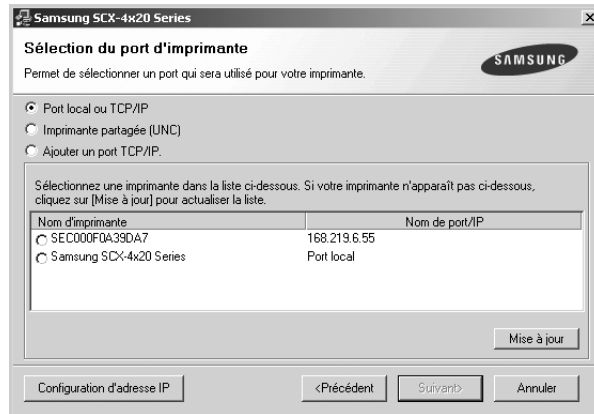 Samsung SCX-4x20 Series
Sélection du port d'imprimante
Permet de sélectionner un port qui sera utilisé pour votre imprimante.
SAMSUNG
Port local ou TCP/IP
Imprimante partagée (UNC)
Ajouter un port TCP/IP.
Sélectionnez une imprimante dans la liste ci-dessous. Si votre imprimante n'apparaît pas ci-dessous,
cliquez sur [Mise à jour] pour actualiser la liste.
Nom d'imprimante Nom de port/IP
SEC000F0A39DA7 168.219.6.55
Samsung SCX-4x20 Series Port local
Mise à jour
Configuration d'adresse IP <Précédent Suivant> Annuler